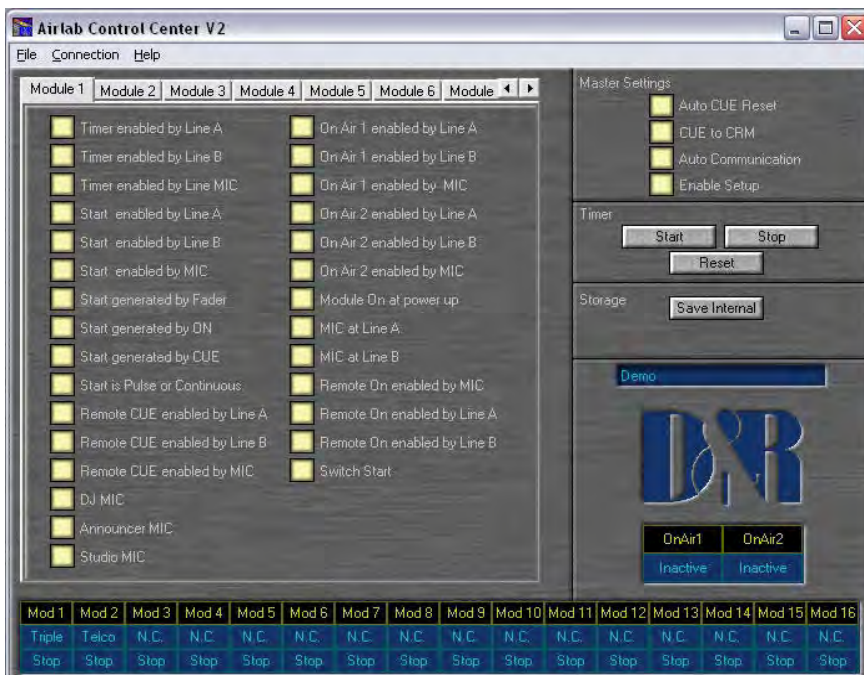 Airlab Control Center V2
File Connection Help
Module 1 Module 2 Module 3 Module 4 Module 5 Module 6 Module
Timer enabled by Line A
Timer enabled by Line B
Timer enabled by Line MIC
Start enabled by Line A
Start enabled by Line B
Start enabled by MIC
Start generated by Fader
Start generated by ON
Start generated by CUE
Start is Pulse or Continuous
Remote CUE enabled by Line A
Remote CUE enabled by Line B
Remote CUE enabled by MIC
DJ MIC
Announcer MIC
Studio MIC
On Air 1 enabled by Line A
On Air 1 enabled by Line B
On Air 1 enabled by MIC
On Air 2 enabled by Line A
On Air 2 enabled by Line B
On Air 2 enabled by MIC
Module On at power up
MIC at Line A
MIC at Line B
Remote On enabled by MIC
Remote On enabled by Line A
Remote On enabled by Line B
Switch Start
Master Settings
Auto CUE Reset
CUE to CRM
Auto Communication
Enable Setup
Timer
Start Stop
Reset
Storage
Save Internal
Demo
D&R
OnAir1 OnAir2
Inactive Inactive
Mod 1 Mod 2 Mod 3 Mod 4 Mod 5 Mod 6 Mod 7 Mod 8 Mod 9 Mod 10 Mod 11 Mod 12 Mod 13 Mod 14 Mod 15 Mod 16
Triple Telco N.C. N.C. N.C. N.C. N.C. N.C. N.C. N.C. N.C. N.C. N.C. N.C. N.C. N.C.
Stop Stop Stop Stop Stop Stop Stop Stop Stop Stop Stop Stop Stop Stop Stop Stop